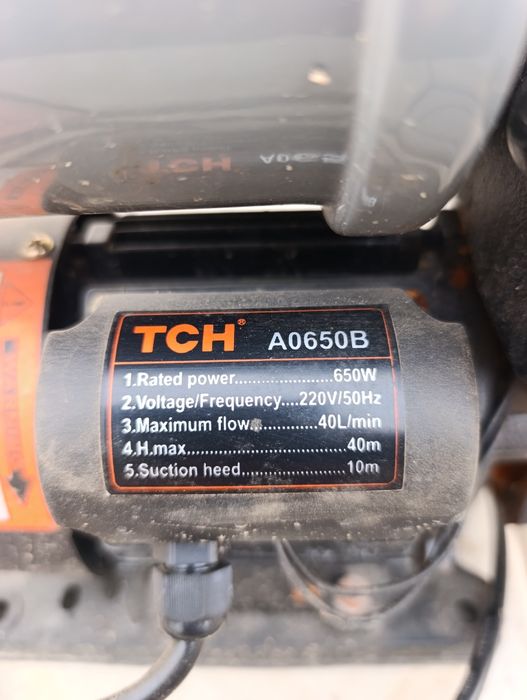 TCH® A0650B
1.Rated power......................650W
2.Voltage/Frequency....220V/50Hz
3.Maximum flow..............40L/min
4.H.max...................................40m
5.Suction heed.......................10m